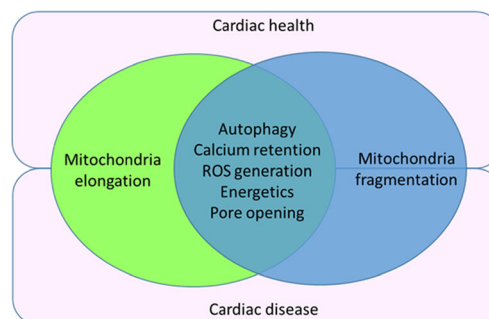 Cardiac health
Mitochondria
elongation
Autophagy
Calcium retention
ROS generation
Energetics
Pore opening
Mitochondria
fragmentation
Cardiac disease